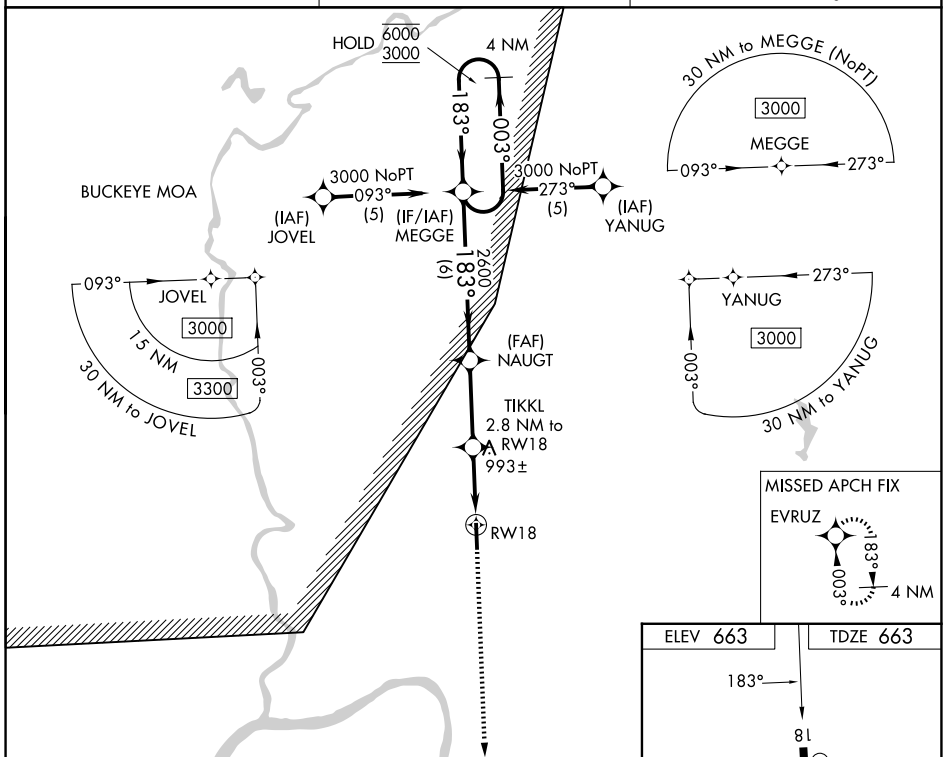 HOLD 6000
3000
4 NM
183°
003°
30 NM to MEGGE (NoPT)
3000
MEGGE
093°
273°
BUCKEYE MOA
3000 NoPT
093°
(5)
(IAF)
JOVEL
(IF/IAF)
MEGGE
3000 NoPT
273°
(5)
(IAF)
YANUG
2600
183°
(6)
093°
JOVEL
3000
15 NM
3300
30 NM to JOVEL
003°
273°
YANUG
3000
003°
30 NM to YANUG
(FAF)
NAUGT
TIKKL
2.8 NM to
RW18
993±
RW18
MISSED APCH FIX
EVRUZ
183°
003°
4 NM
ELEV 663
TDZE 663
183°
18